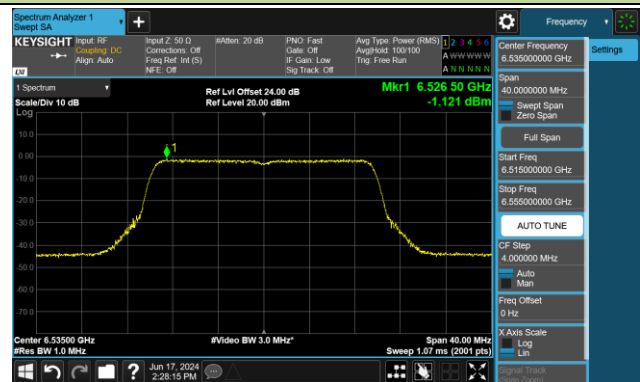 Spectrum Analyzer 1
Swept SA
Frequency
KEYSIGHT
Input: RF
Coupling: DC
Align: Auto
Input Z: 50 Ω
Corrections: Off
Freq Ref: Int (S)
NFE: Off
#Atten: 20 dB
PNO: Fast
Gate: Off
IF Gain: Low
Sig Track: Off
Avg Type: Power (RMS)
Avg|Hold: 100/100
Trig: Free Run
1 2 3 4 5 6
A W W W W W
A N N N N N
LXI
1 Spectrum
Scale/Div 10 dB
Log
Ref Lvl Offset 24.00 dB
Ref Level 20.00 dBm
Mkr1 6.526 50 GHz
-1.121 dBm
1
10.0
0.00
-10.0
-20.0
-30.0
-40.0
-50.0
-60.0
-70.0
Center 6.53500 GHz
#Res BW 1.0 MHz
#Video BW 3.0 MHz*
Span 40.00 MHz
Sweep 1.07 ms (2001 pts)
Center Frequency
6.535000000 GHz
Span
40.0000000 MHz
Swept Span
Zero Span
Full Span
Start Freq
6.515000000 GHz
Stop Freq
6.555000000 GHz
AUTO TUNE
CF Step
4.000000 MHz
Auto
Man
Freq Offset
0 Hz
X Axis Scale
Log
Lin
Signal Track
(Span Zoom)
Settings
Jun 17, 2024
2:28:15 PM